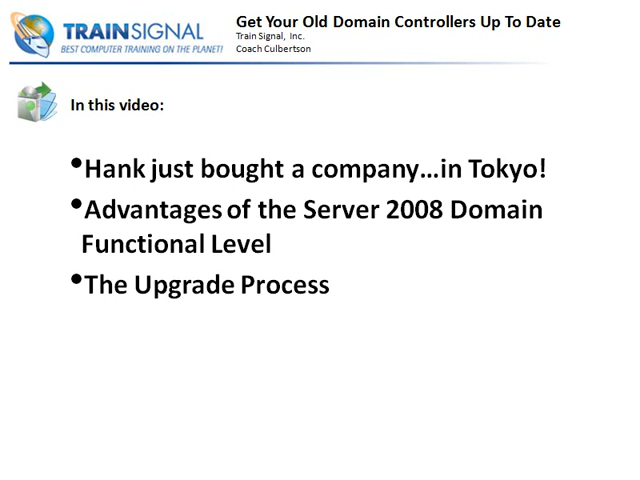 TRAINSIGNAL
BEST COMPUTER TRAINING ON THE PLANET!
Get Your Old Domain Controllers Up To Date
Train Signal, Inc.
Coach Culbertson
In this video:
•Hank just bought a company…in Tokyo!
•Advantages of the Server 2008 Domain
Functional Level
•The Upgrade Process